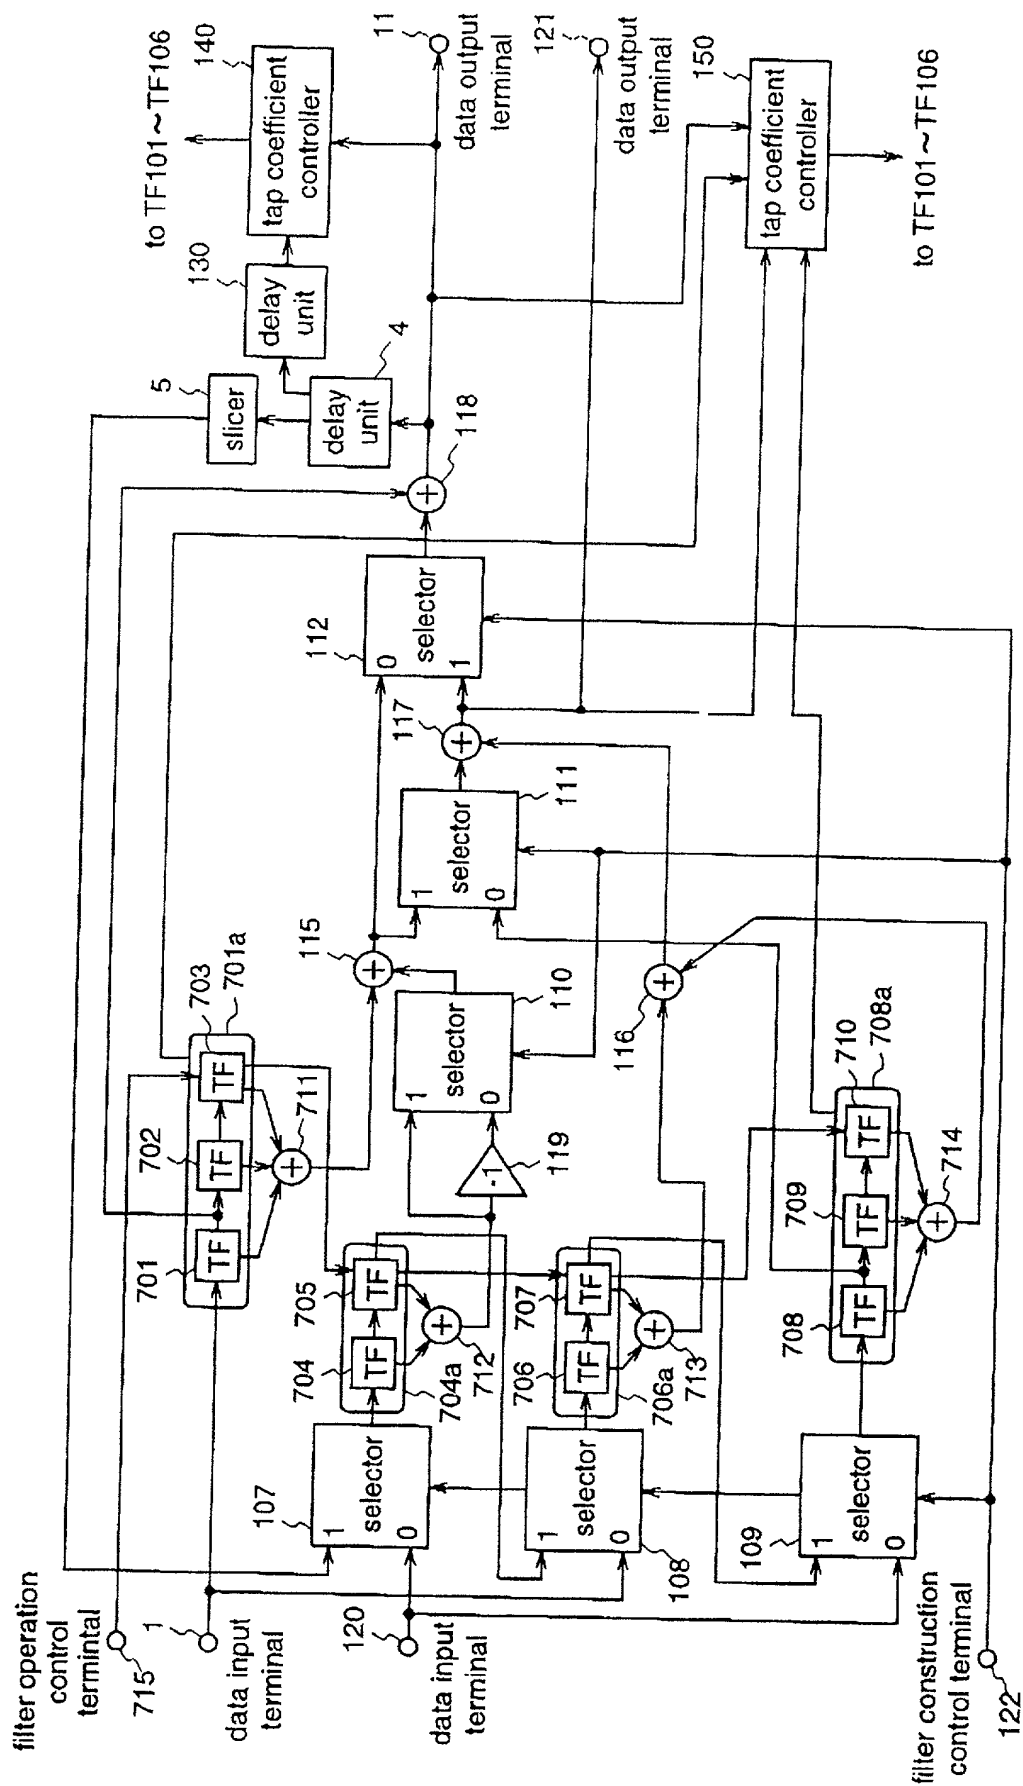 filter operation
control
termintal
715
1
data input
terminal
120
data input
terminal
filter construction
control terminal
122
701
702
703
701a
TF
TF
TF
711
+
107
selector
1
0
704
705
TF
TF
704a
712
+
108
selector
1
0
706
707
TF
TF
706a
713
+
109
selector
1
0
708
709
710
TF
TF
TF
708a
714
+
-1
119
110
selector
1
0
115
+
116
+
111
selector
1
0
117
+
112
selector
0
1
118
+
4
delay
unit
5
slicer
130
delay
unit
140
tap coefficient
controller
to TF101~TF106
11
data output
terminal
121
data output
terminal
150
tap coefficient
controller
to TF101~TF106